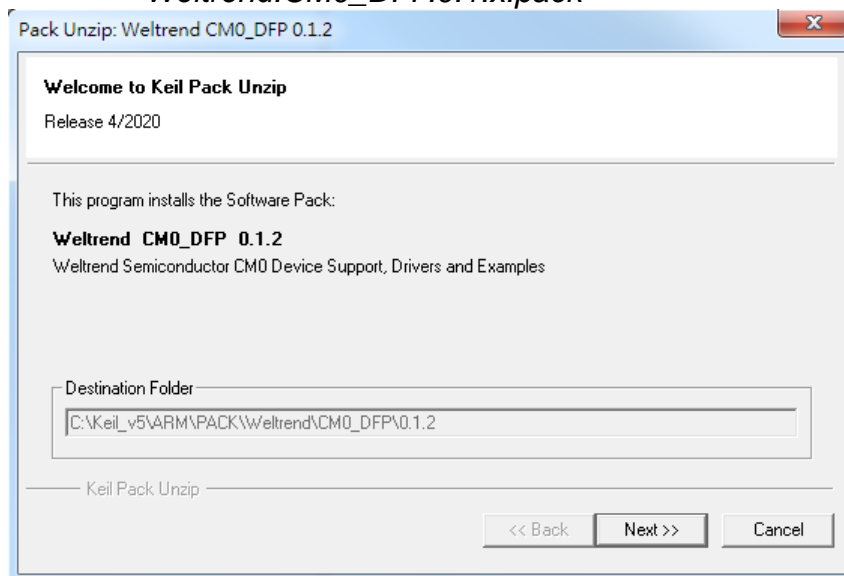 Pack Unzip: Weltrend CM0_DFP 0.1.2
Welcome to Keil Pack Unzip
Release 4/2020
This program installs the Software Pack:
Weltrend CM0_DFP 0.1.2
Weltrend Semiconductor CM0 Device Support, Drivers and Examples
Destination Folder
C:\Keil_v5\ARM\PACK\Weltrend\CM0_DFP\0.1.2
Keil Pack Unzip
<< Back Next >> Cancel